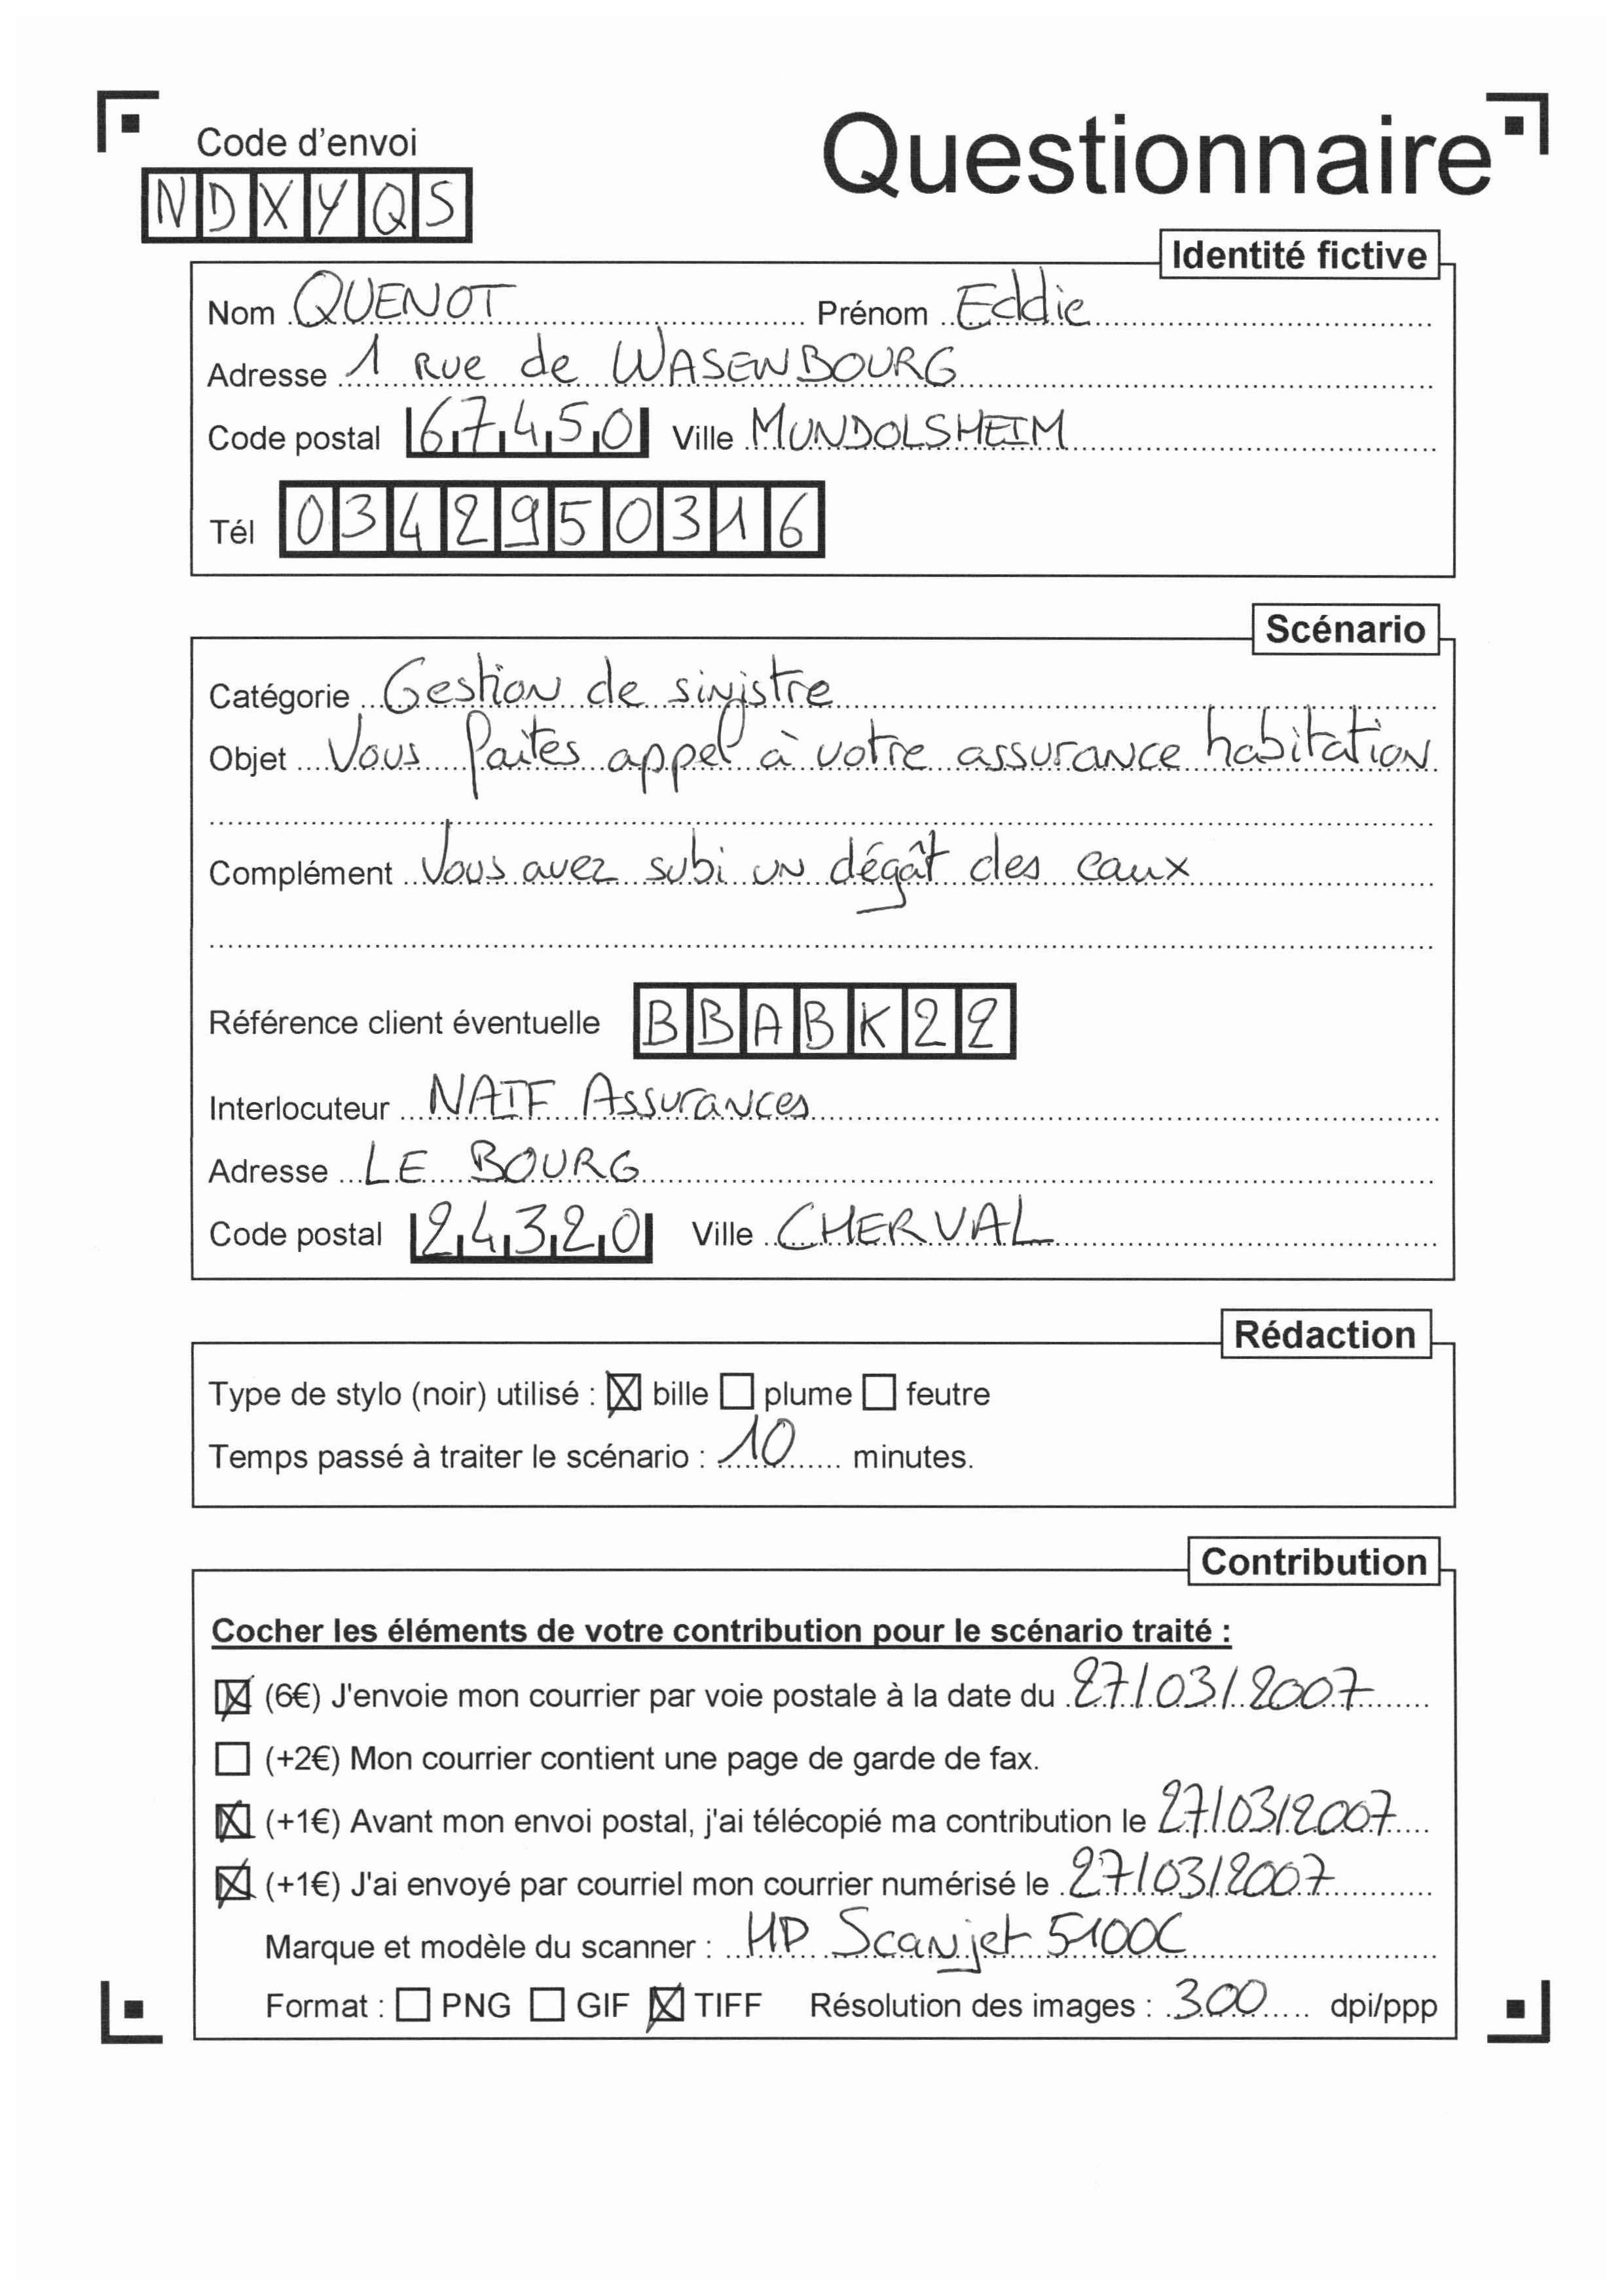 Code d'envoi
Questionnaire
NDXYQS
Identité fictive
Nom QUENOT Prénom Eddie
Adresse 1 Rue de WASENBOURG
Code postal 67450 Ville MUNDOLSHEIM
Tél 0342950316
Scénario
Catégorie Gestion de sinistre
Objet Vous faites appel à votre assurance habitation
Complément Vous avez subi un dégât des eaux
Référence client éventuelle BBABK22
Interlocuteur NAIF Assurances
Adresse LE BOURG
Code postal 24320 Ville CHERVAL
Rédaction
Type de stylo (noir) utilisé : bille plume feutre
Temps passé à traiter le scénario : 10 minutes.
Contribution
Cocher les éléments de votre contribution pour le scénario traité :
(6€) J'envoie mon courrier par voie postale à la date du 27/03/2007
(+2€) Mon courrier contient une page de garde de fax.
(+1€) Avant mon envoi postal, j'ai télécopié ma contribution le 27/03/2007
(+1€) J'ai envoyé par courriel mon courrier numérisé le 27/03/2007
Marque et modèle du scanner : HP Scanjet 5100C
Format : PNG GIF TIFF Résolution des images : 300 dpi/ppp